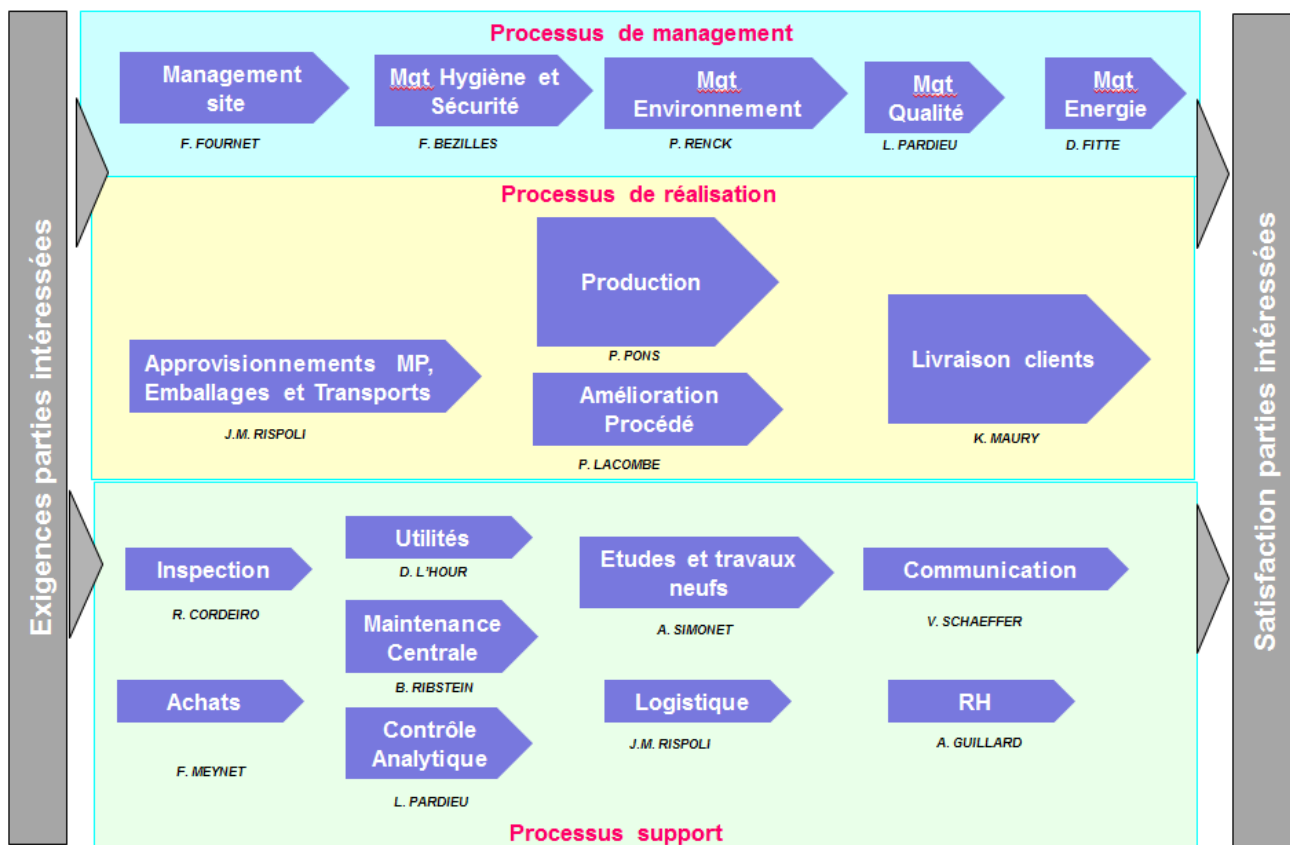 Exigences parties intéressées
Processus de management
Management
site
F. FOURNET
Mgt Hygiène et
Sécurité
F. BEZILLES
Mgt
Environnement
P. RENCK
Mgt
Qualité
L. PARDIEU
Mgt
Energie
D. FITTE
Processus de réalisation
Approvisionnements MP,
Emballages et Transports
J.M. RISPOLI
Production
P. PONS
Amélioration
Procédé
P. LACOMBE
Livraison clients
K. MAURY
Inspection
R. CORDEIRO
Utilités
D. L'HOUR
Etudes et travaux
neufs
A. SIMONET
Communication
V. SCHAEFFER
Maintenance
Centrale
B. RIBSTEIN
Achats
F. MEYNET
Contrôle
Analytique
L. PARDIEU
Logistique
J.M. RISPOLI
RH
A. GUILLARD
Processus support
Satisfaction parties intéressées